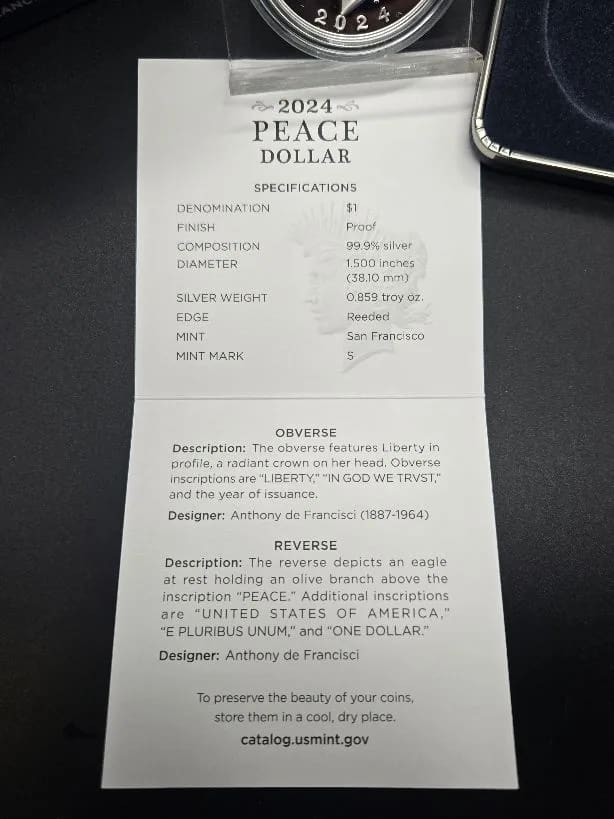 2024
2024
PEACE
DOLLAR
SPECIFICATIONS
DENOMINATION $1
FINISH Proof
COMPOSITION 99.9% silver
DIAMETER 1.500 inches
(38.10 mm)
SILVER WEIGHT 0.859 troy oz.
EDGE Reeded
MINT San Francisco
MINT MARK S
OBVERSE
Description: The obverse features Liberty in
profile, a radiant crown on her head. Obverse
inscriptions are “LIBERTY,” “IN GOD WE TRVST,”
and the year of issuance.
Designer: Anthony de Francisci (1887-1964)
REVERSE
Description: The reverse depicts an eagle
at rest holding an olive branch above the
inscription “PEACE.” Additional inscriptions
are “UNITED STATES OF AMERICA,”
“E PLURIBUS UNUM,” and “ONE DOLLAR.”
Designer: Anthony de Francisci
To preserve the beauty of your coins,
store them in a cool, dry place.
catalog.usmint.gov